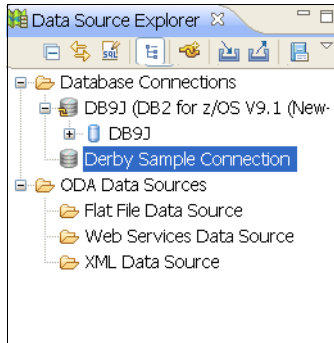 Data Source Explorer
SQL
Database Connections
DB9J (DB2 for z/OS V9.1 (New-
DB9J
Derby Sample Connection
ODA Data Sources
Flat File Data Source
Web Services Data Source
XML Data Source